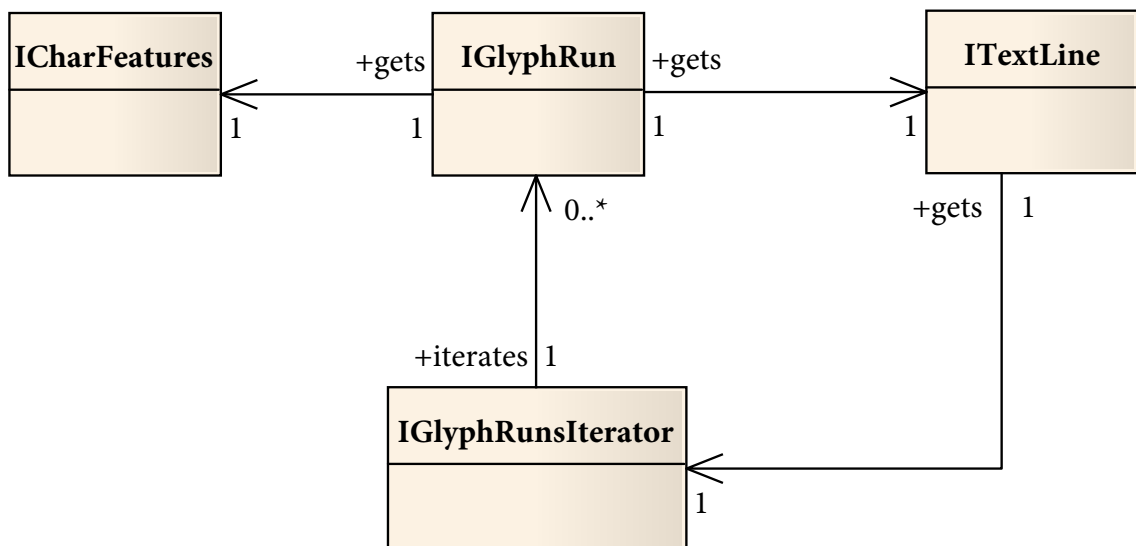 ICharFeatures
+gets
IGlyphRun
+gets
ITextLine
1
1
1
1
0..*
+gets
1
+iterates
1
IGlyphRunsIterator
1